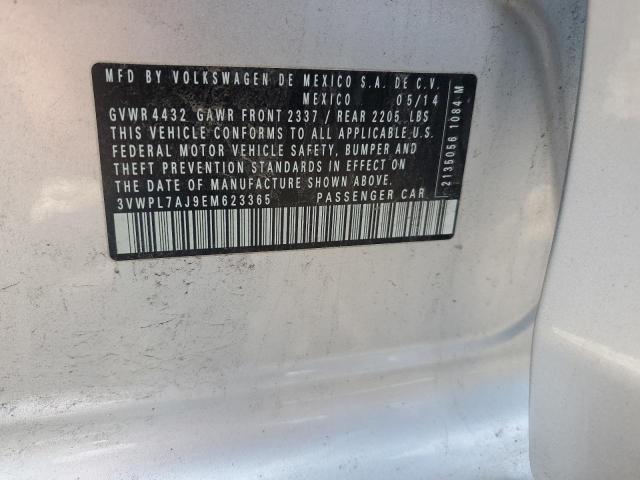 MFD BY VOLKSWAGEN DE MEXICO S.A. DE C.V.
MEXICO 05/14
GVWR 4432 GAWR FRONT 2337 / REAR 2205 LBS
THIS VEHICLE CONFORMS TO ALL APPLICABLE U.S.
FEDERAL MOTOR VEHICLE SAFETY, BUMPER AND
THEFT PREVENTION STANDARDS IN EFFECT ON
THE DATE OF MANUFACTURE SHOWN ABOVE.
3VWPL7AJ9EM623365 PASSENGER CAR
2135056 1084-M